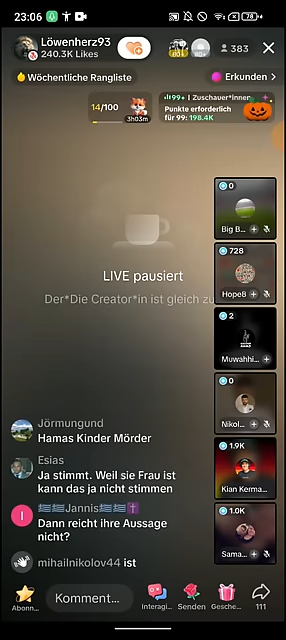 23:06
78
Löwenherz93
240.3K Likes
383
Wöchentliche Rangliste
Erkunden >
14/100
3h03m
99+ | Zuschauer*innen
Punkte erforderlich
für 99: 198.4K
0
Big B...
728
Hope8
2
Muwahhi...
0
Nikol...
1.9K
Kian Kerma...
1.0K
Sama...
LIVE pausiert
Der*Die Creator*in ist gleich zu
Jörmungund
Hamas Kinder Mörder
Esias
Ja stimmt. Weil sie Frau ist
kann das ja nicht stimmen
I
🇬🇷🇬🇷Jannis🇬🇷🇬🇷✝️
Dann reicht ihre Aussage
nicht?
mihailnikolov44 ist
Abonn...
Komment...
Interagi...
Senden
Gesche...
111